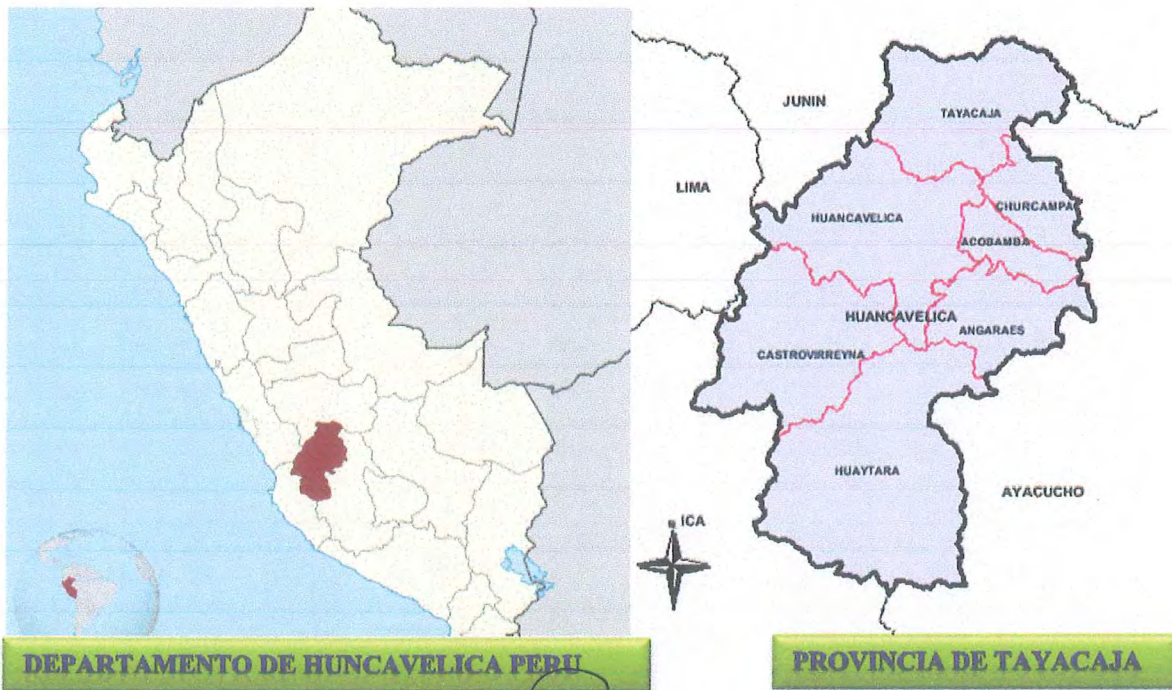 JUNIN
TAYACAJA
LIMA
HUANCAVELICA
CHURCAMPA
ACOBAMBA
HUANCAVELICA
ANGARAES
CASTROVIRREYNA
HUAYTARA
AYACUCHO
ICA
DEPARTAMENTO DE HUNCAVELICA PERU
PROVINCIA DE TAYACAJA